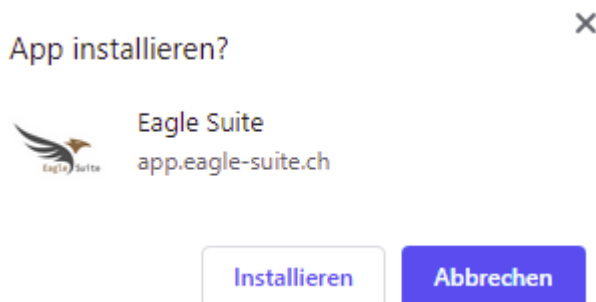 App installieren?
Eagle Suite
Eagle Suite
app.eagle-suite.ch
Installieren
Abbrechen